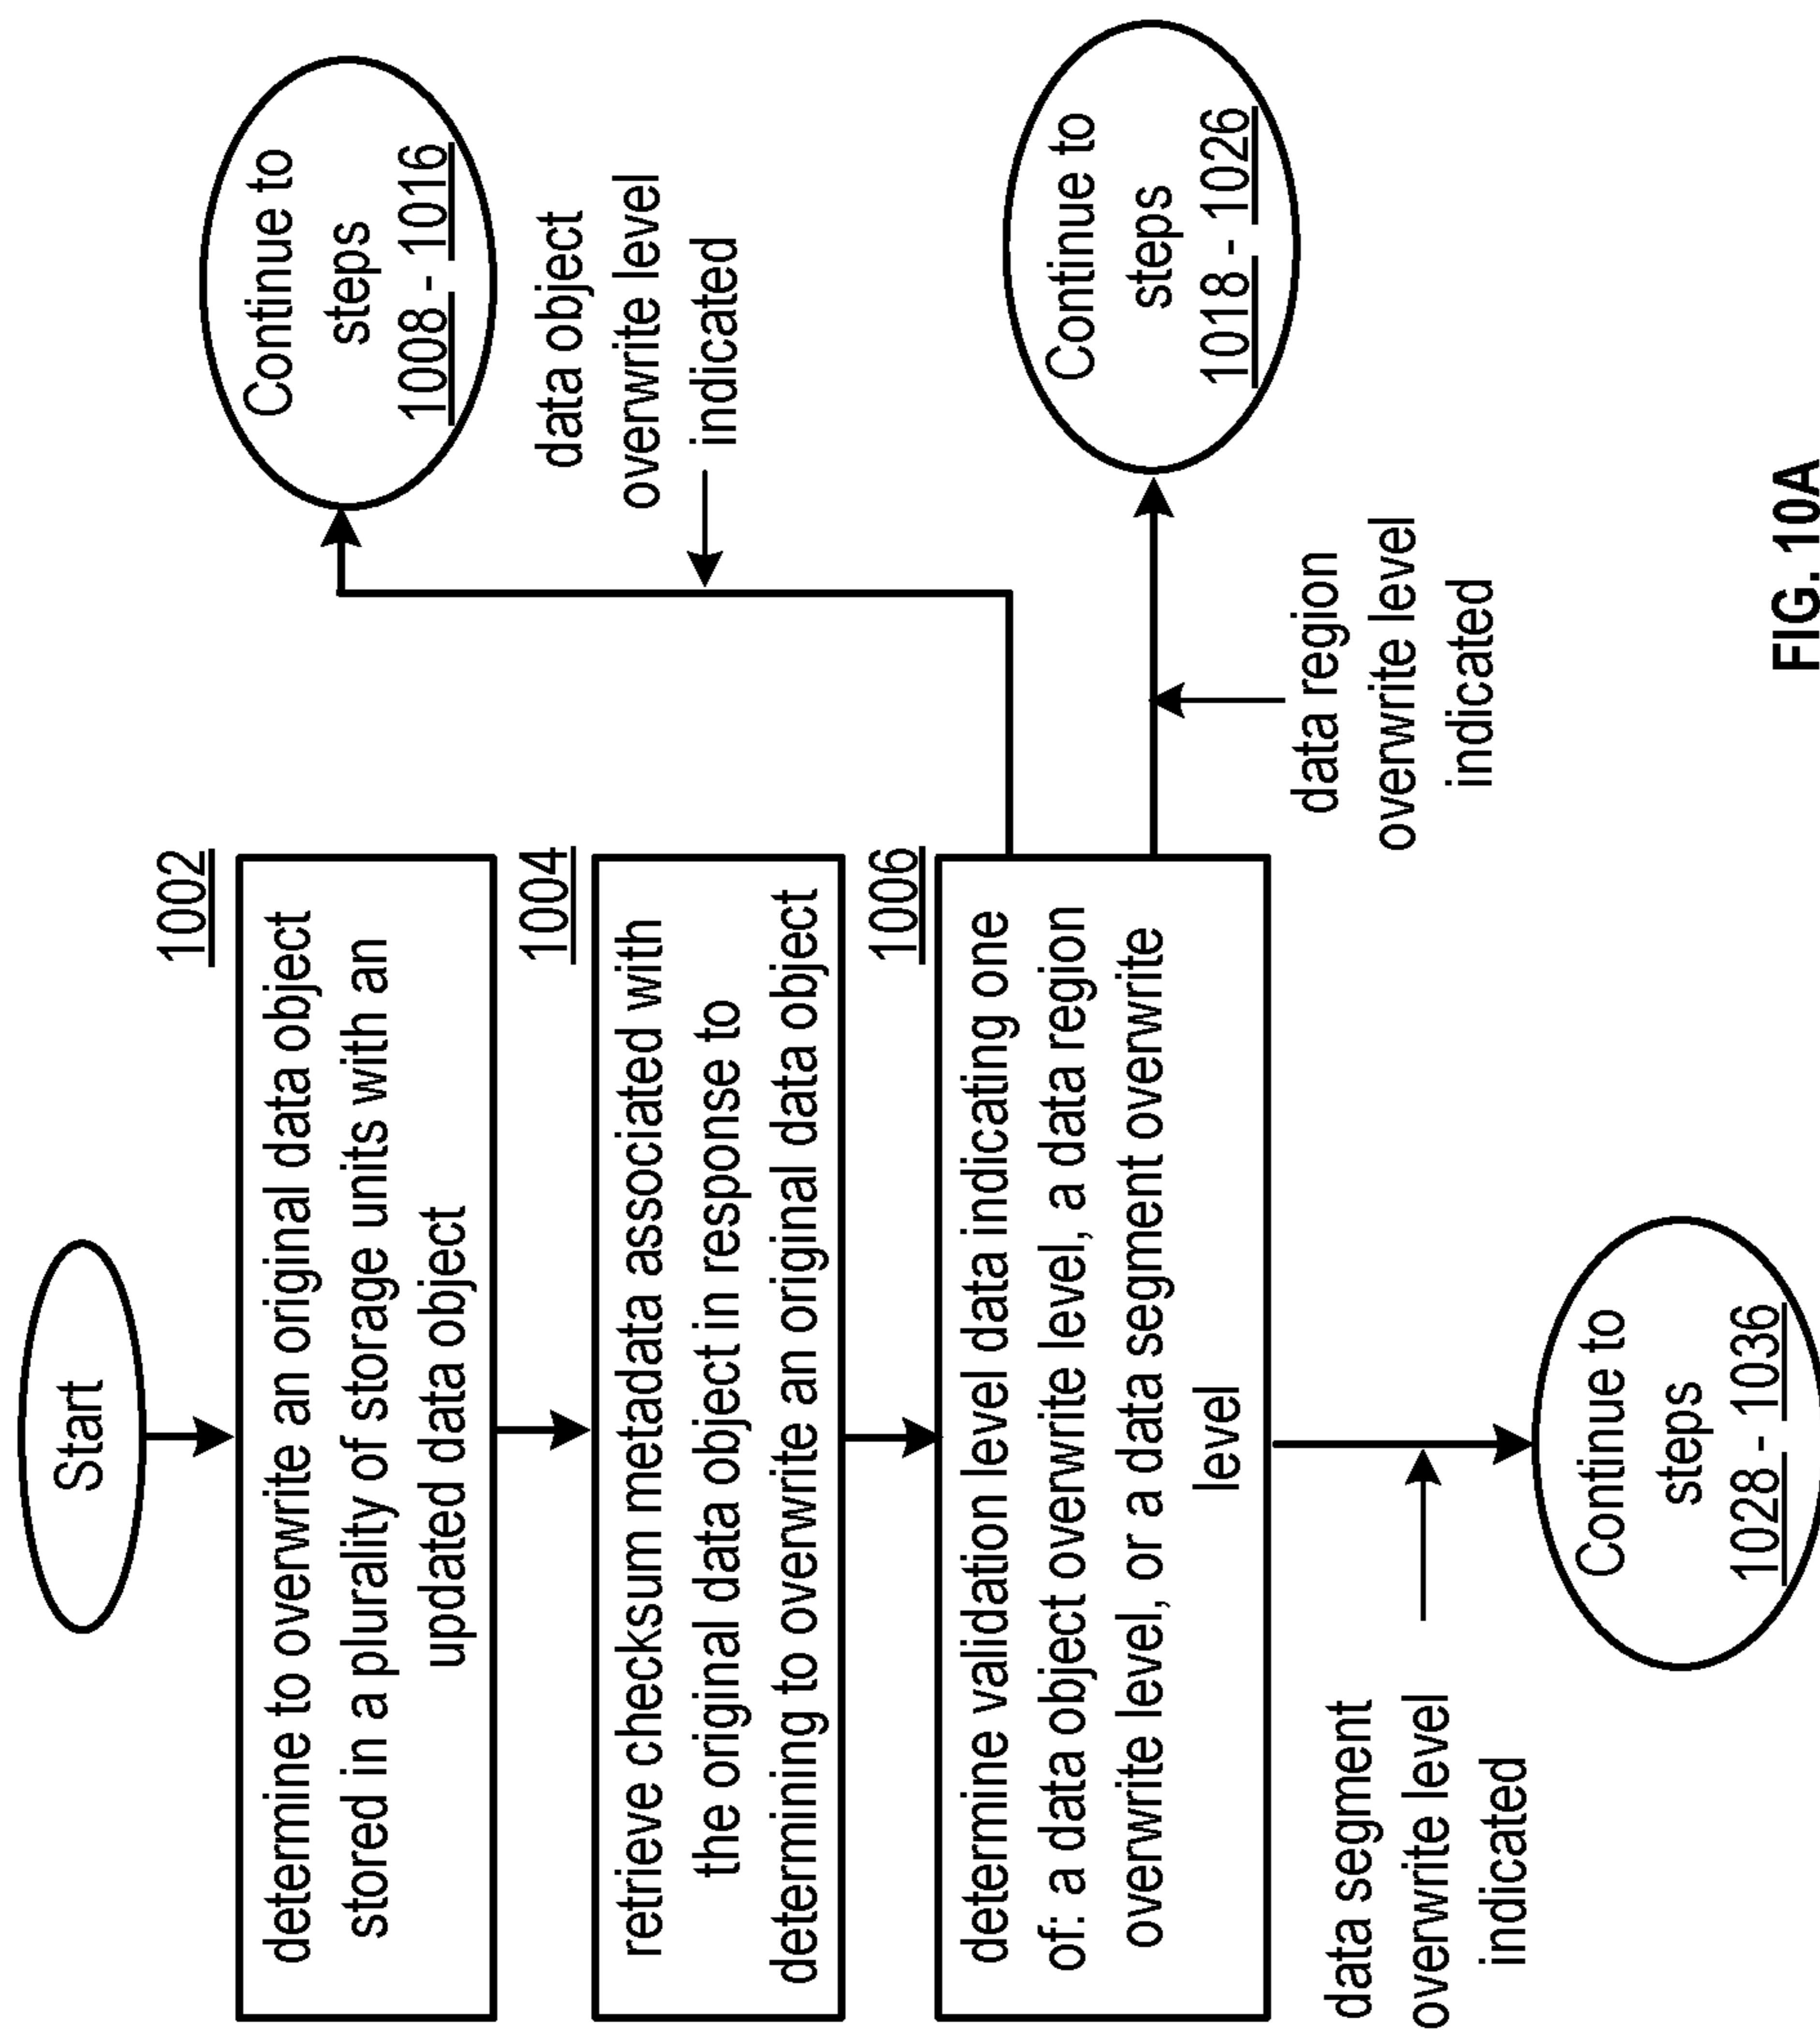 Start
1002
determine to overwrite an original data object
stored in a plurality of storage units with an
updated data object
1004
retrieve checksum metadata associated with
the original data object in response to
determining to overwrite an original data object
1006
determine validation level data indicating one
of: a data object overwrite level, a data region
overwrite level, or a data segment overwrite
level
Continue to
steps
1008 - 1016
data object
overwrite level
indicated
Continue to
steps
1018 - 1026
data region
overwrite level
indicated
data segment
overwrite level
indicated
Continue to
steps
1028 - 1036
FIG. 10A